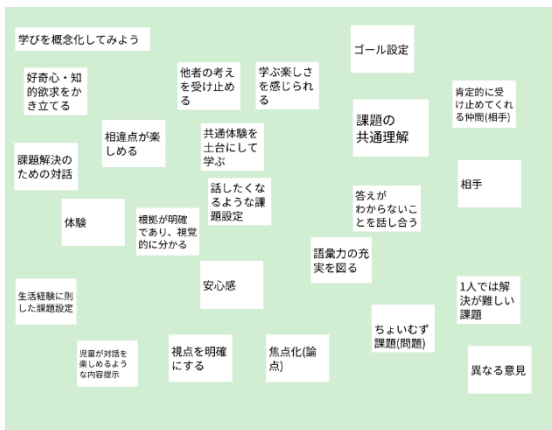 学びを概念化してみよう
ゴール設定
好奇心・知
的欲求をか
き立てる
他者の考え
を受け止め
る
学ぶ楽しさ
を感じられ
る
肯定的に受
け止めてくれ
る仲間(相手)
課題の
共通理解
相違点が楽
しめる
共通体験を
土台にして
学ぶ
課題解決の
ための対話
相手
話したくな
るような課
題設定
答えが
わからないこ
とを話し合う
体験
根拠が明確
であり、視覚
的に分かる
語彙力の充
実を図る
安心感
生活経験に則
した課題設定
1人では解
決が難しい
課題
ちょいむず
課題(問題)
児童が対話を
楽しめるよう
な内容提示
視点を明確
にする
焦点化(論
点)
異なる意見